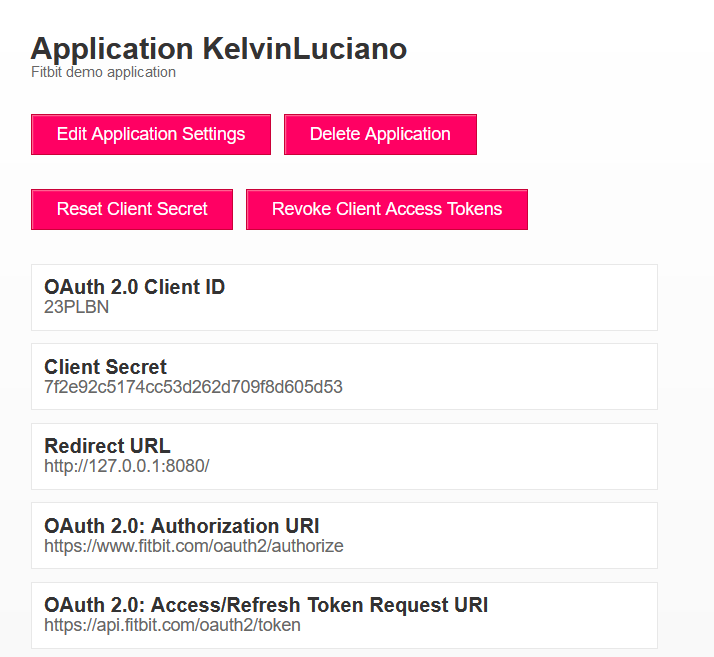 Application KelvinLuciano
Fitbit demo application
Edit Application Settings
Delete Application
Reset Client Secret
Revoke Client Access Tokens
OAuth 2.0 Client ID
23PLBN
Client Secret
7f2e92c5174cc53d262d709f8d605d53
Redirect URL
http://127.0.0.1:8080/
OAuth 2.0: Authorization URI
https://www.fitbit.com/oauth2/authorize
OAuth 2.0: Access/Refresh Token Request URI
https://api.fitbit.com/oauth2/token